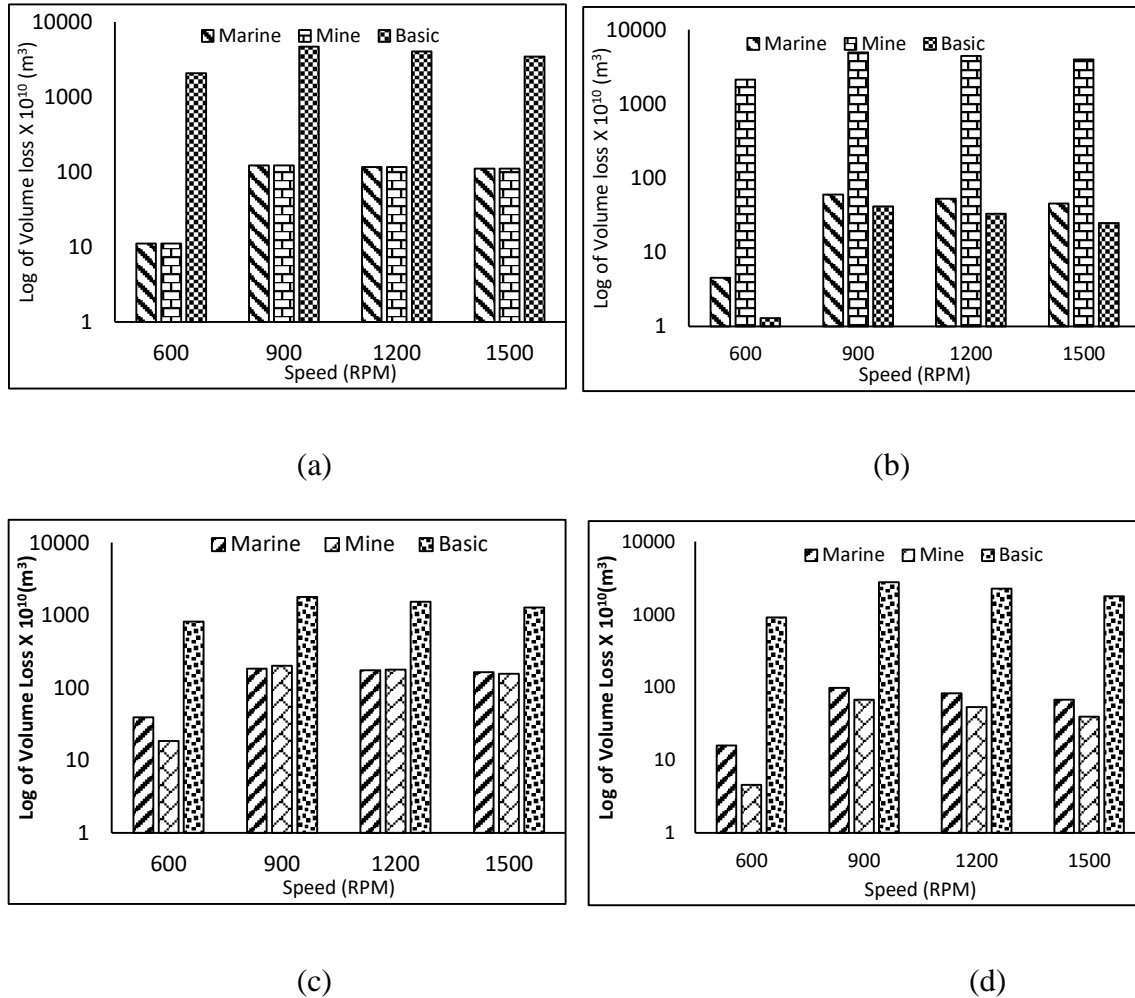 (a)
Marine Mine Basic
Log of Volume loss X 10¹⁰ (m³)
10000
1000
100
10
1
600 900 1200 1500
Speed (RPM)
(b)
Marine Mine Basic
Log of Volume loss X 10¹⁰ (m³)
10000
1000
100
10
1
600 900 1200 1500
Speed (RPM)
(a)
(b)
(c)
Marine Mine Basic
Log of Volume Loss X 10¹⁰(m³)
10000
1000
100
10
1
600 900 1200 1500
Speed (RPM)
(d)
Marine Mine Basic
Log of Volume Loss X 10¹⁰(m³)
10000
1000
100
10
1
600 900 1200 1500
Speed (RPM)
(c)
(d)